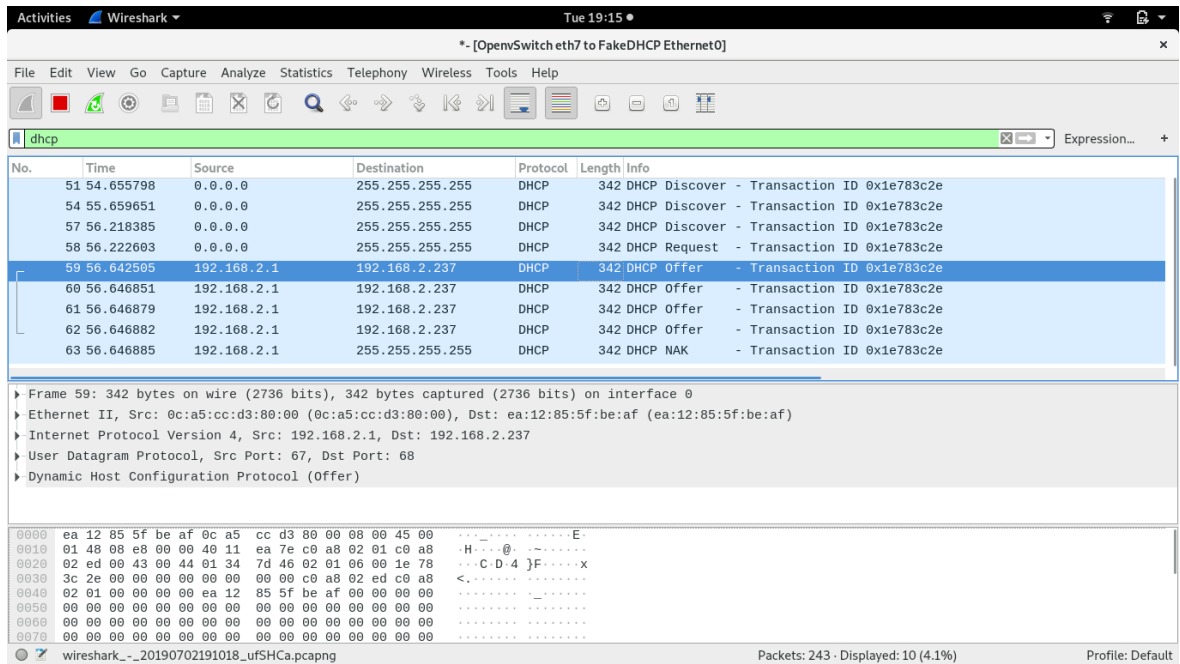 Activities Wireshark Tue 19:15
*- [OpenvSwitch eth7 to FakeDHCP Ethernet0]
File Edit View Go Capture Analyze Statistics Telephony Wireless Tools Help
dhcp Expression... +
No. Time Source Destination Protocol Length Info
51 54.655798 0.0.0.0 255.255.255.255 DHCP 342 DHCP Discover - Transaction ID 0x1e783c2e
54 55.659651 0.0.0.0 255.255.255.255 DHCP 342 DHCP Discover - Transaction ID 0x1e783c2e
57 56.218385 0.0.0.0 255.255.255.255 DHCP 342 DHCP Discover - Transaction ID 0x1e783c2e
58 56.222603 0.0.0.0 255.255.255.255 DHCP 342 DHCP Request - Transaction ID 0x1e783c2e
59 56.642505 192.168.2.1 192.168.2.237 DHCP 342 DHCP Offer - Transaction ID 0x1e783c2e
60 56.646851 192.168.2.1 192.168.2.237 DHCP 342 DHCP Offer - Transaction ID 0x1e783c2e
61 56.646879 192.168.2.1 192.168.2.237 DHCP 342 DHCP Offer - Transaction ID 0x1e783c2e
62 56.646882 192.168.2.1 192.168.2.237 DHCP 342 DHCP Offer - Transaction ID 0x1e783c2e
63 56.646885 192.168.2.1 255.255.255.255 DHCP 342 DHCP NAK - Transaction ID 0x1e783c2e
Frame 59: 342 bytes on wire (2736 bits), 342 bytes captured (2736 bits) on interface 0
Ethernet II, Src: 0c:a5:cc:d3:80:00 (0c:a5:cc:d3:80:00), Dst: ea:12:85:5f:be:af (ea:12:85:5f:be:af)
Internet Protocol Version 4, Src: 192.168.2.1, Dst: 192.168.2.237
User Datagram Protocol, Src Port: 67, Dst Port: 68
Dynamic Host Configuration Protocol (Offer)
0000 ea 12 85 5f be af 0c a5 cc d3 80 00 08 00 45 00 ···_···· ······E·
0010 01 48 08 e8 00 00 40 11 ea 7e c0 a8 02 01 c0 a8 ·H····@· ·~······
0020 02 ed 00 43 00 44 01 34 7d 46 02 01 06 00 1e 78 ···C·D·4 }F·····x
0030 3c 2e 00 00 00 00 00 00 00 00 c0 a8 02 ed c0 a8 <.······ ········
0040 02 01 00 00 00 00 ea 12 85 5f be af 00 00 00 00 ········ ·_······
0050 00 00 00 00 00 00 00 00 00 00 00 00 00 00 00 00 ········ ········
0060 00 00 00 00 00 00 00 00 00 00 00 00 00 00 00 00 ········ ········
0070 00 00 00 00 00 00 00 00 00 00 00 00 00 00 00 00 ········ ········
wireshark_-_20190702191018_ufSHCa.pcapng Packets: 243 · Displayed: 10 (4.1%) Profile: Default